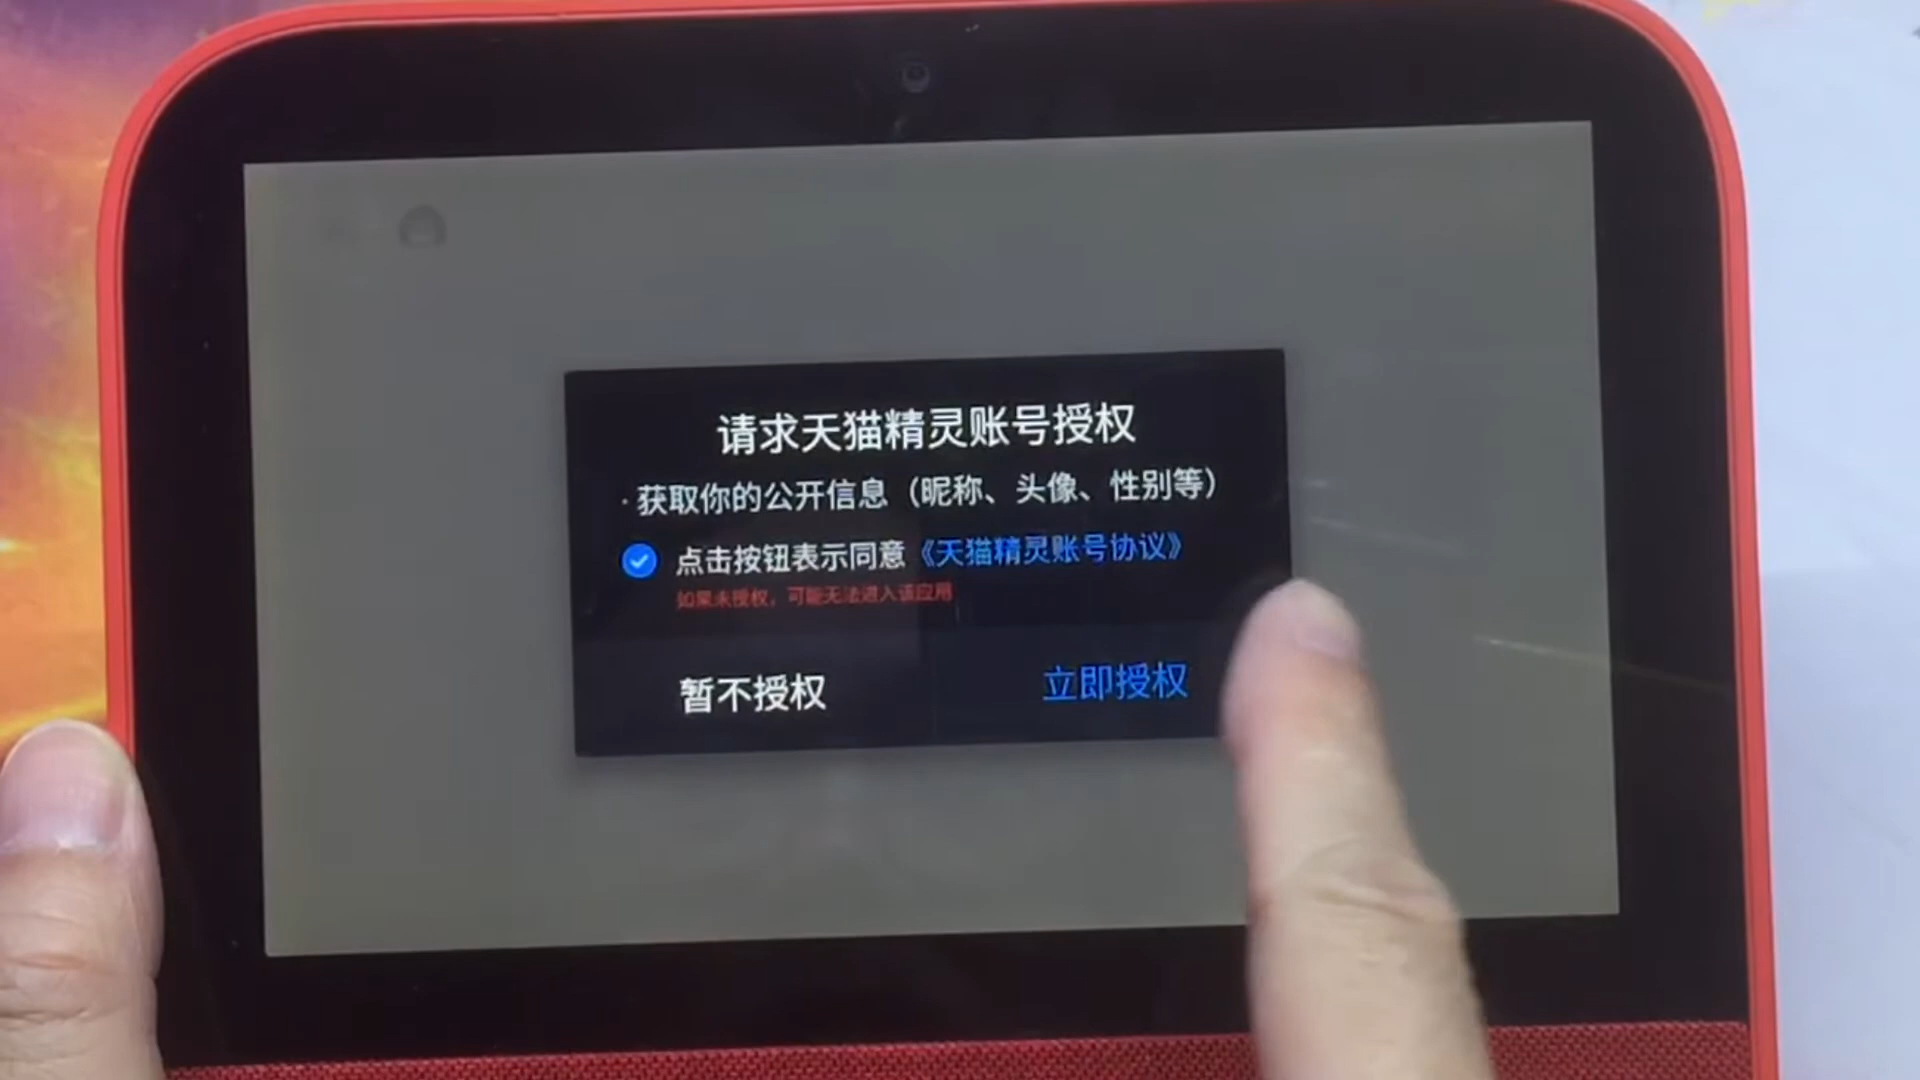 请求天猫精灵账号授权
· 获取你的公开信息（昵称、头像、性别等）
点击按钮表示同意《天猫精灵账号协议》
如果未授权，可能无法进入该应用
暂不授权
立即授权